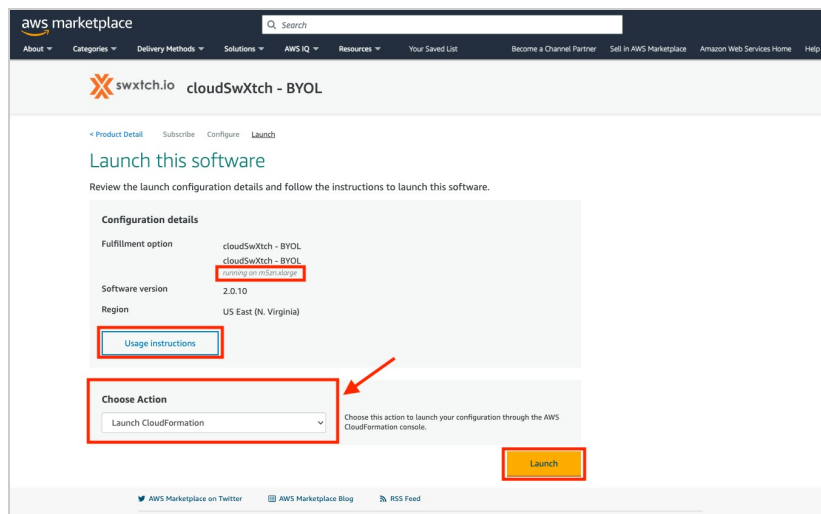 aws marketplace
Search
About
Categories
Delivery Methods
Solutions
AWS IQ
Resources
Your Saved List
Become a Channel Partner
Sell in AWS Marketplace
Amazon Web Services Home
Help
swxtch.io cloudSwXtch - BYOL
< Product Detail Subscribe Configure Launch
Launch this software
Review the launch configuration details and follow the instructions to launch this software.
Configuration details
Fulfillment option cloudSwXtch - BYOL
cloudSwXtch - BYOL
running on m5zn.xlarge
Software version 2.0.10
Region US East (N. Virginia)
Usage instructions
Choose Action
Launch CloudFormation
Choose this action to launch your configuration through the AWS
CloudFormation console.
Launch
AWS Marketplace on Twitter AWS Marketplace Blog RSS Feed